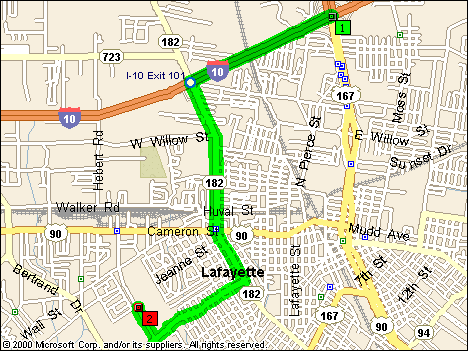 182
1
723
I-10 Exit 101
10
167
Moss St
10
W Willow St
E Willow St
Hebert Rd
N Pierce St
Sunset Dr
182
Walker Rd
Huval St
90
Cameron St
90
Mudd Ave
Jeanne St
Lafayette
Bertrand Dr
7th St
182
Lafayette St
12th St
Wall St
2
167
90
94
© 2000 Microsoft Corp. and/or its suppliers. All rights reserved.